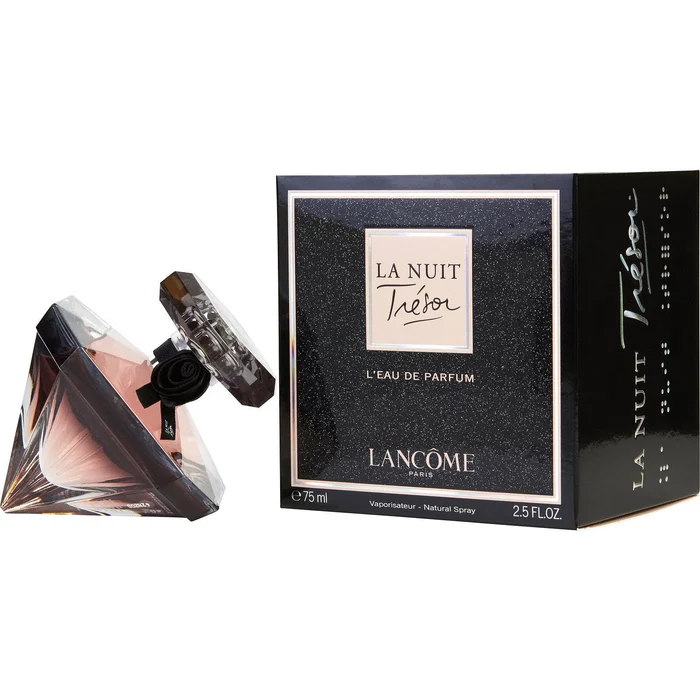 LA NUIT
Trésor
L'EAU DE PARFUM
LANCÔME
PARIS
e 75 ml
Vaporisateur - Natural Spray
2.5 FL.OZ.
LA NUIT Trésor